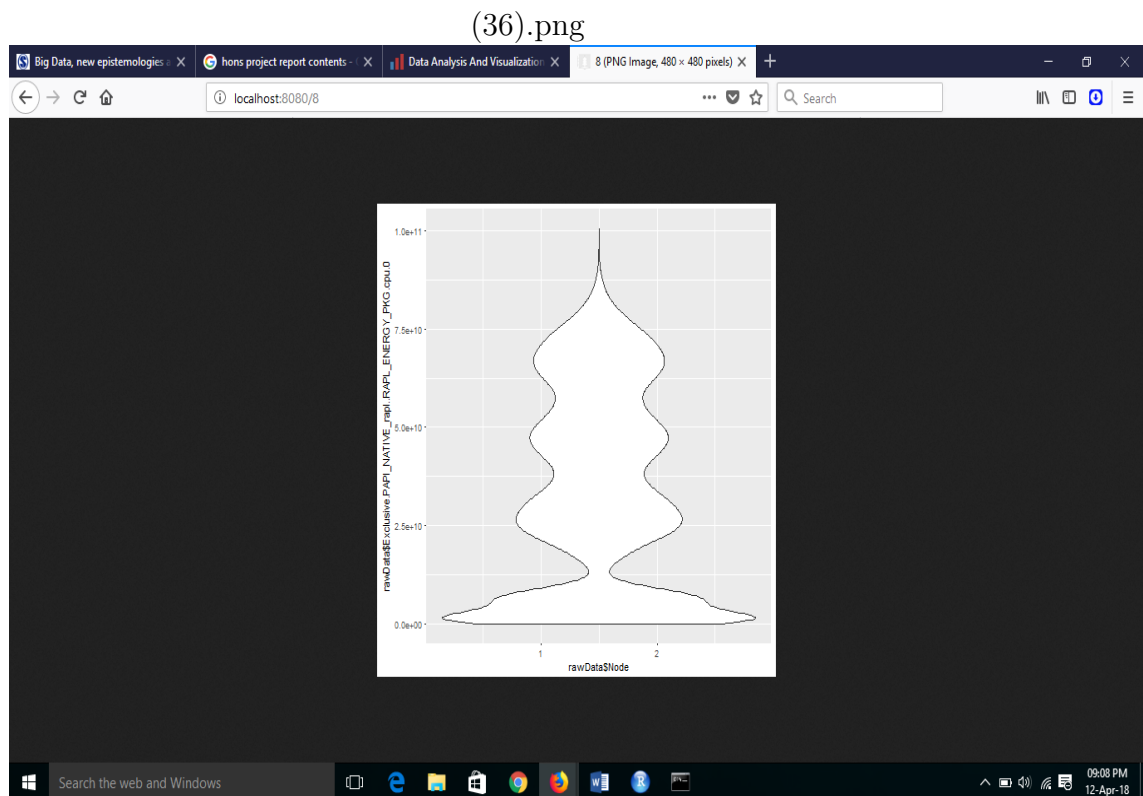 (36).png
Big Data, new epistemologies a
hons project report contents -
Data Analysis And Visualization
8 (PNG Image, 480 × 480 pixels)
localhost:8080/8
Search
1.0e+11
7.5e+10
5.0e+10
2.5e+10
0.0e+00
rawData$Exclusive.PAPI_NATIVE_rapl..RAPL_ENERGY_PKG.cpu.0
1 2
rawData$Node
Search the web and Windows
09:08 PM
12-Apr-18